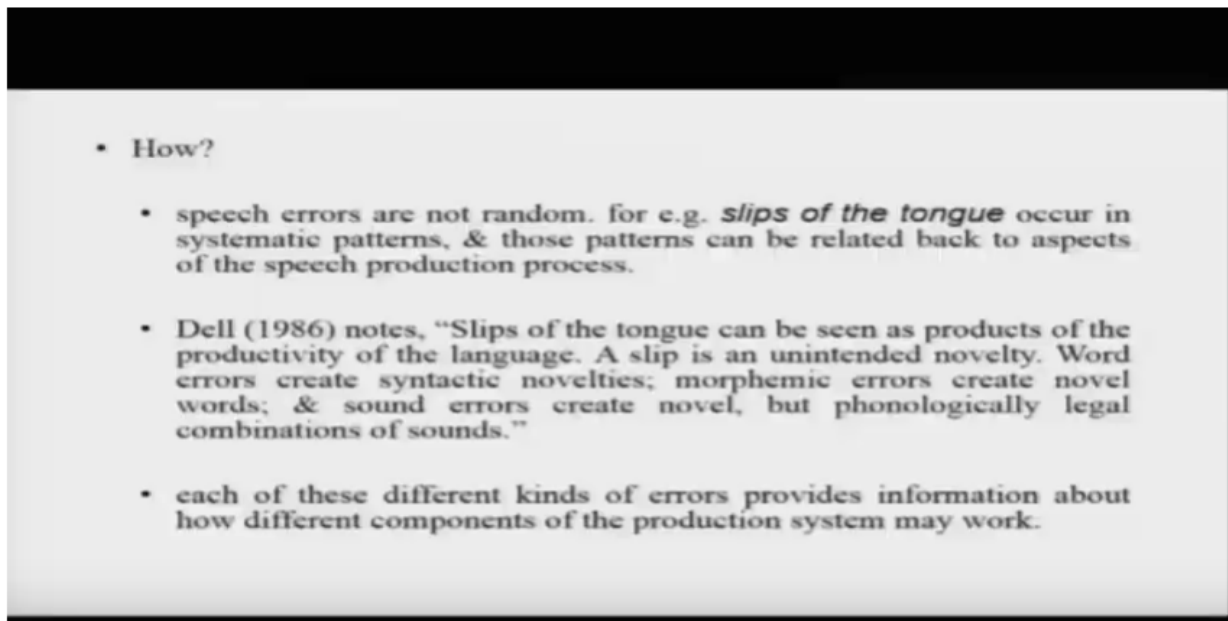 • How?
• speech errors are not random. for e.g. slips of the tongue occur in
systematic patterns, & those patterns can be related back to aspects
of the speech production process.
• Dell (1986) notes, “Slips of the tongue can be seen as products of the
productivity of the language. A slip is an unintended novelty. Word
errors create syntactic novelties; morphemic errors create novel
words; & sound errors create novel, but phonologically legal
combinations of sounds.”
• each of these different kinds of errors provides information about
how different components of the production system may work.